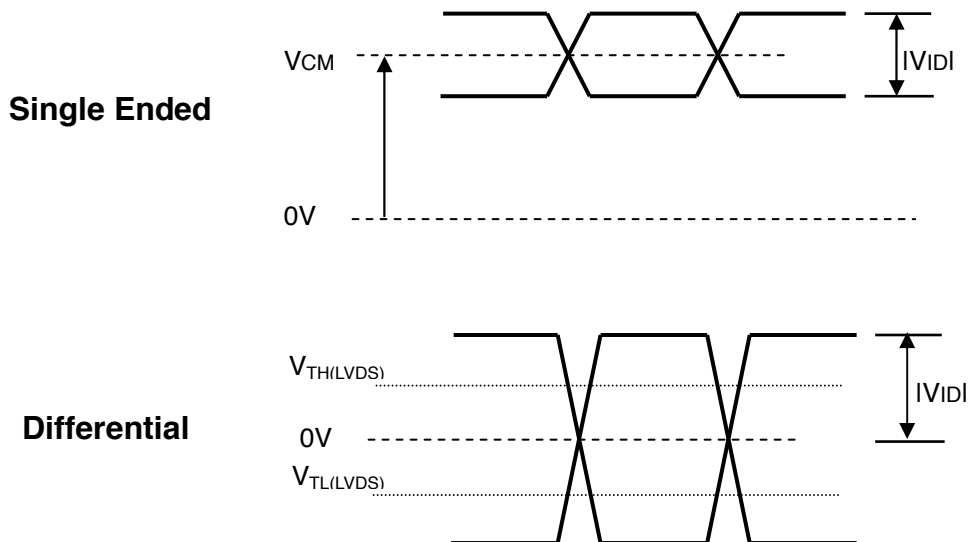 VCM
|VID|
Single Ended
0V
VTH(LVDS)
|VID|
Differential
0V
VTL(LVDS)